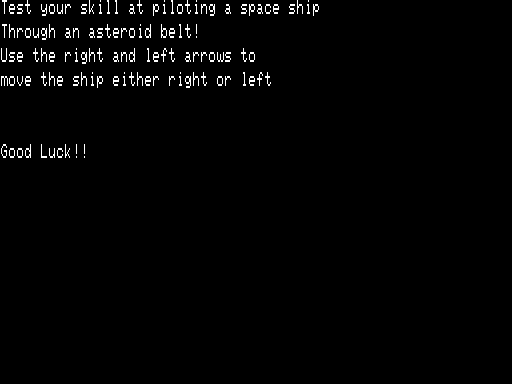 Test your skill at piloting a space ship
Through an asteroid belt!
Use the right and left arrows to
move the ship either right or left
Good Luck!!